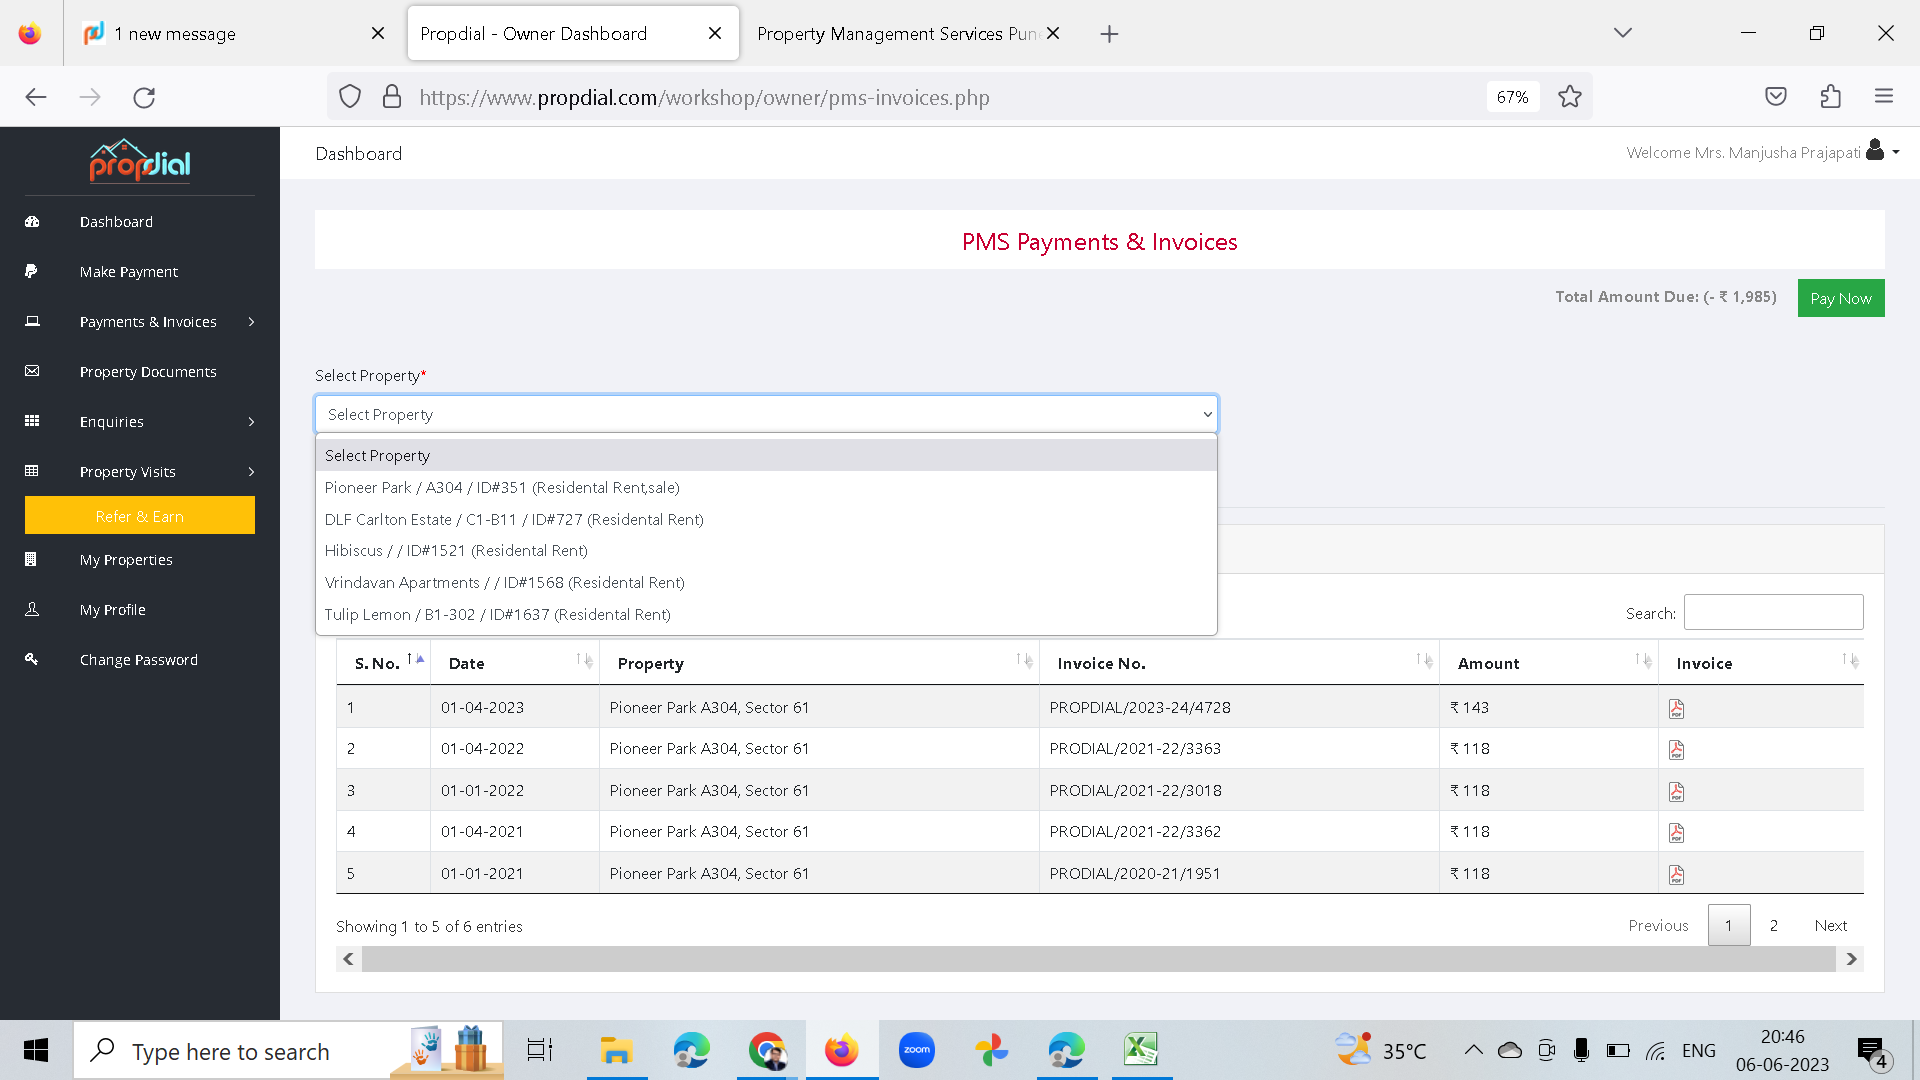 1 new message
Propdial - Owner Dashboard
Property Management Services Pun
https://www.propdial.com/workshop/owner/pms-invoices.php
67%
propdial
Dashboard
Welcome Mrs. Manjusha Prajapati
Dashboard
Make Payment
Payments & Invoices
Property Documents
Enquiries
Property Visits
Refer & Earn
My Properties
My Profile
Change Password
PMS Payments & Invoices
Total Amount Due: (- ₹ 1,985)
Pay Now
Select Property*
Select Property
Select Property
Pioneer Park / A304 / ID#351 (Residental Rent,sale)
DLF Carlton Estate / C1-B11 / ID#727 (Residental Rent)
Hibiscus / / ID#1521 (Residental Rent)
Vrindavan Apartments / / ID#1568 (Residental Rent)
Tulip Lemon / B1-302 / ID#1637 (Residental Rent)
Search:
S. No. Date Property Invoice No. Amount Invoice
1 01-04-2023 Pioneer Park A304, Sector 61 PROPDIAL/2023-24/4728 ₹ 143
2 01-04-2022 Pioneer Park A304, Sector 61 PRODIAL/2021-22/3363 ₹ 118
3 01-01-2022 Pioneer Park A304, Sector 61 PRODIAL/2021-22/3018 ₹ 118
4 01-04-2021 Pioneer Park A304, Sector 61 PRODIAL/2021-22/3362 ₹ 118
5 01-01-2021 Pioneer Park A304, Sector 61 PRODIAL/2020-21/1951 ₹ 118
Showing 1 to 5 of 6 entries
Previous 1 2 Next
Type here to search
zoom
35°C
ENG
20:46
06-06-2023
4